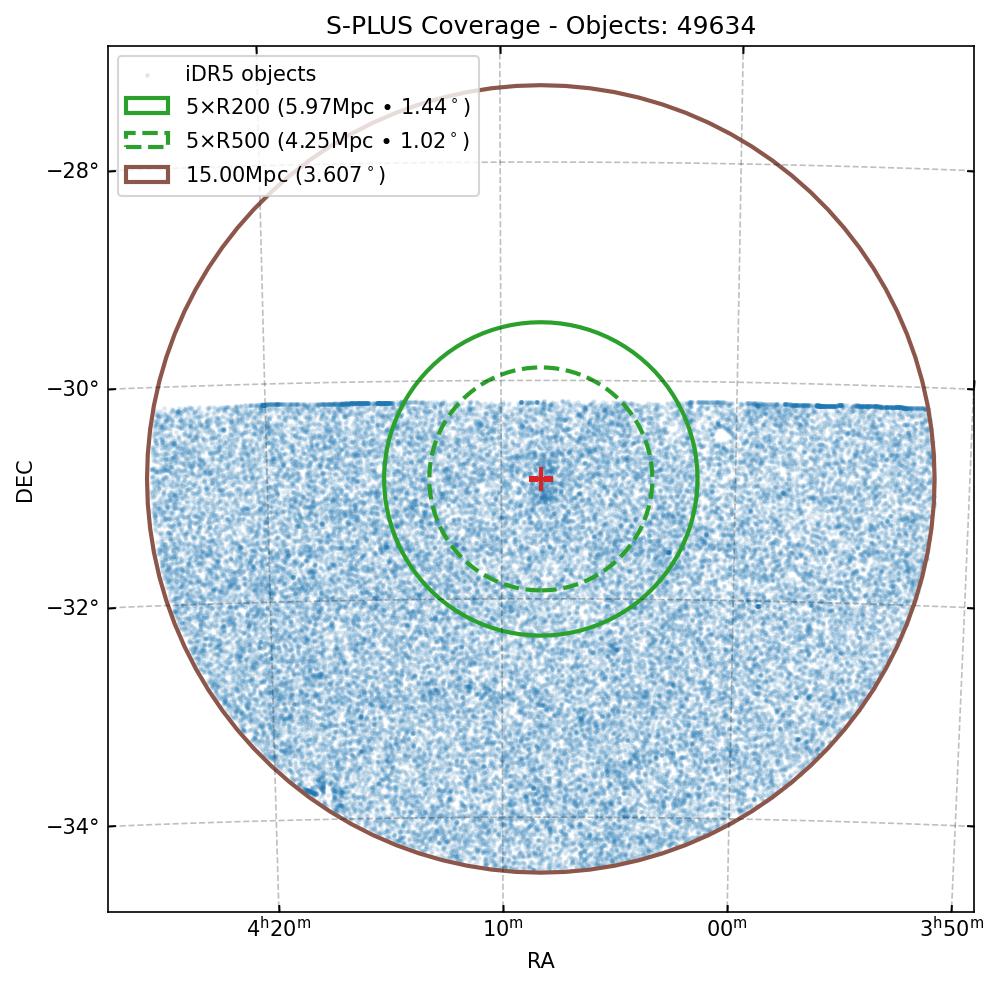 S-PLUS Coverage - Objects: 49634
iDR5 objects
5×R200 (5.97Mpc • 1.44°)
5×R500 (4.25Mpc • 1.02°)
15.00Mpc (3.607°)
−28°
−30°
−32°
−34°
DEC
4ʰ20ᵐ
10ᵐ
00ᵐ
3ʰ50ᵐ
RA